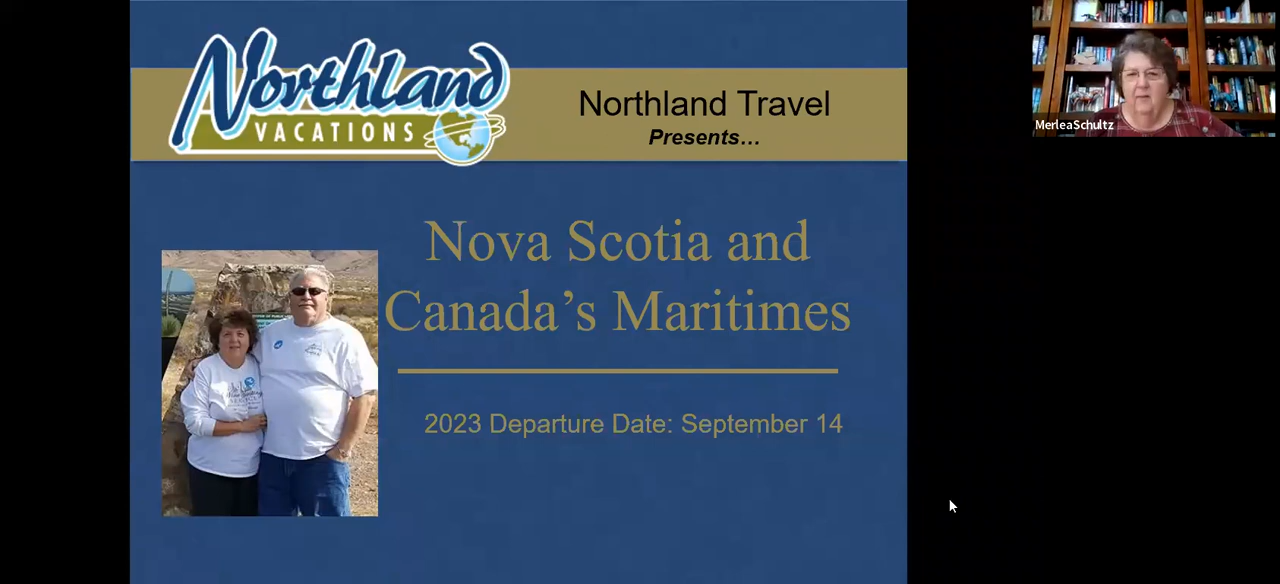 Northland
VACATIONS
Northland Travel
Presents...
MerleaSchultz
Nova Scotia and
Canada's Maritimes
2023 Departure Date: September 14